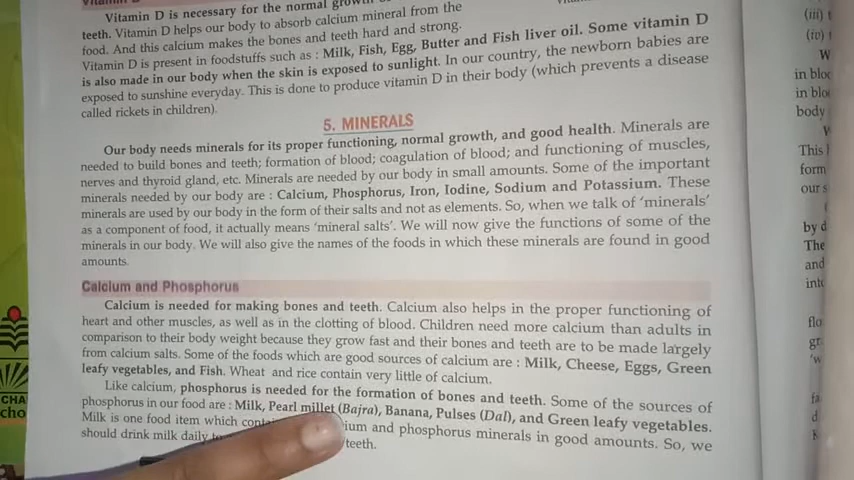 Vitamin D is necessary for the normal growth
teeth. Vitamin D helps our body to absorb calcium mineral from the
food. And this calcium makes the bones and teeth hard and strong.
Vitamin D is present in foodstuffs such as : Milk, Fish, Egg, Butter and Fish liver oil. Some vitamin D
is also made in our body when the skin is exposed to sunlight. In our country, the newborn babies are
exposed to sunshine everyday. This is done to produce vitamin D in their body (which prevents a disease
called rickets in children).
5. MINERALS
Our body needs minerals for its proper functioning, normal growth, and good health. Minerals are
needed to build bones and teeth; formation of blood; coagulation of blood; and functioning of muscles,
nerves and thyroid gland, etc. Minerals are needed by our body in small amounts. Some of the important
minerals needed by our body are : Calcium, Phosphorus, Iron, Iodine, Sodium and Potassium. These
minerals are used by our body in the form of their salts and not as elements. So, when we talk of 'minerals'
as a component of food, it actually means 'mineral salts'. We will now give the functions of some of the
minerals in our body. We will also give the names of the foods in which these minerals are found in good
amounts.
Calcium and Phosphorus
Calcium is needed for making bones and teeth. Calcium also helps in the proper functioning of
heart and other muscles, as well as in the clotting of blood. Children need more calcium than adults in
comparison to their body weight because they grow fast and their bones and teeth are to be made largely
from calcium salts. Some of the foods which are good sources of calcium are : Milk, Cheese, Eggs, Green
leafy vegetables, and Fish. Wheat and rice contain very little of calcium.
Like calcium, phosphorus is needed for the formation of bones and teeth. Some of the sources of
phosphorus in our food are : Milk, Pearl millet (Bajra), Banana, Pulses (Dal), and Green leafy vegetables.
Milk is one food item which and phosphorus minerals in good amounts. So, we
should drink milk daily teeth.
(iii)
(iv)
W
in bloo
in bloo
body
This
form
our s
by d
The
and
into
flo
gr
'w
fa
d
CHA